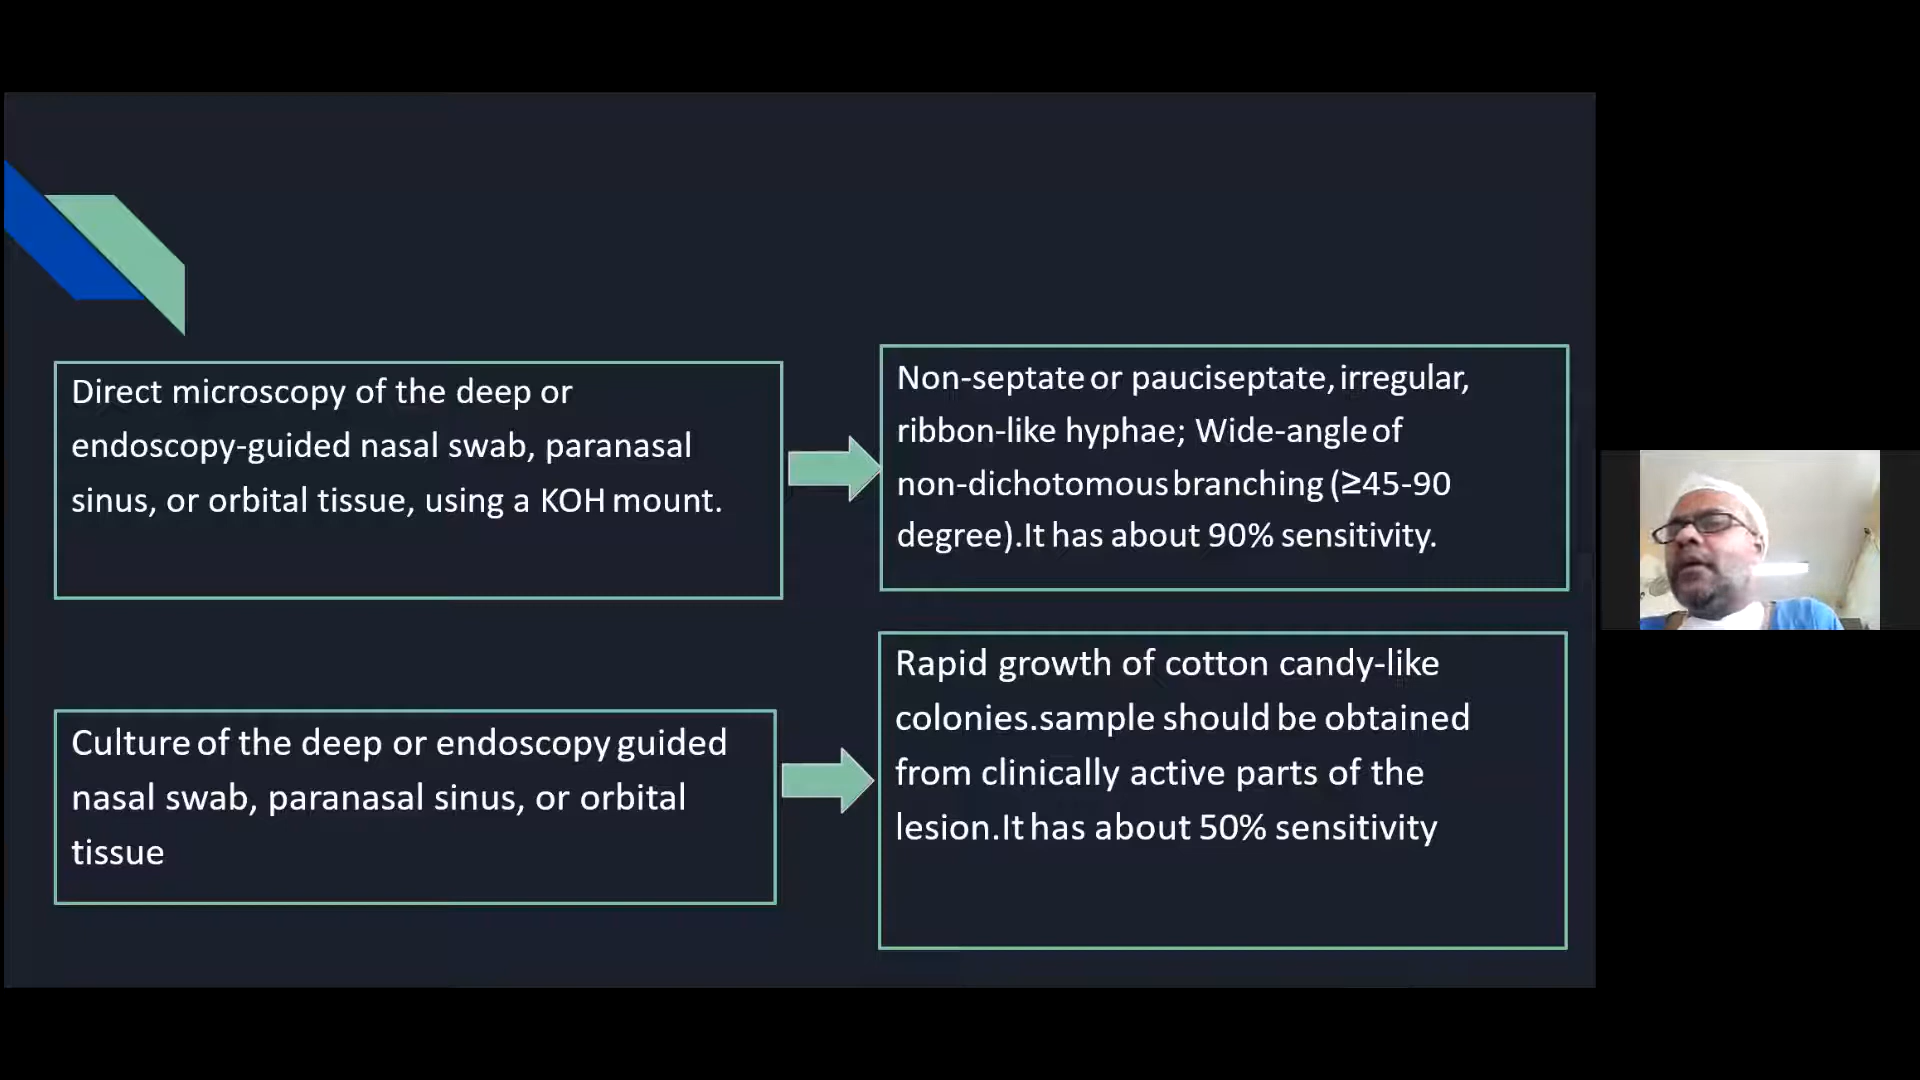 Direct microscopy of the deep or
endoscopy-guided nasal swab, paranasal
sinus, or orbital tissue, using a KOH mount.
Non-septate or pauciseptate, irregular,
ribbon-like hyphae; Wide-angle of
non-dichotomous branching (≥45-90
degree).It has about 90% sensitivity.
Culture of the deep or endoscopy guided
nasal swab, paranasal sinus, or orbital
tissue
Rapid growth of cotton candy-like
colonies.sample should be obtained
from clinically active parts of the
lesion.It has about 50% sensitivity